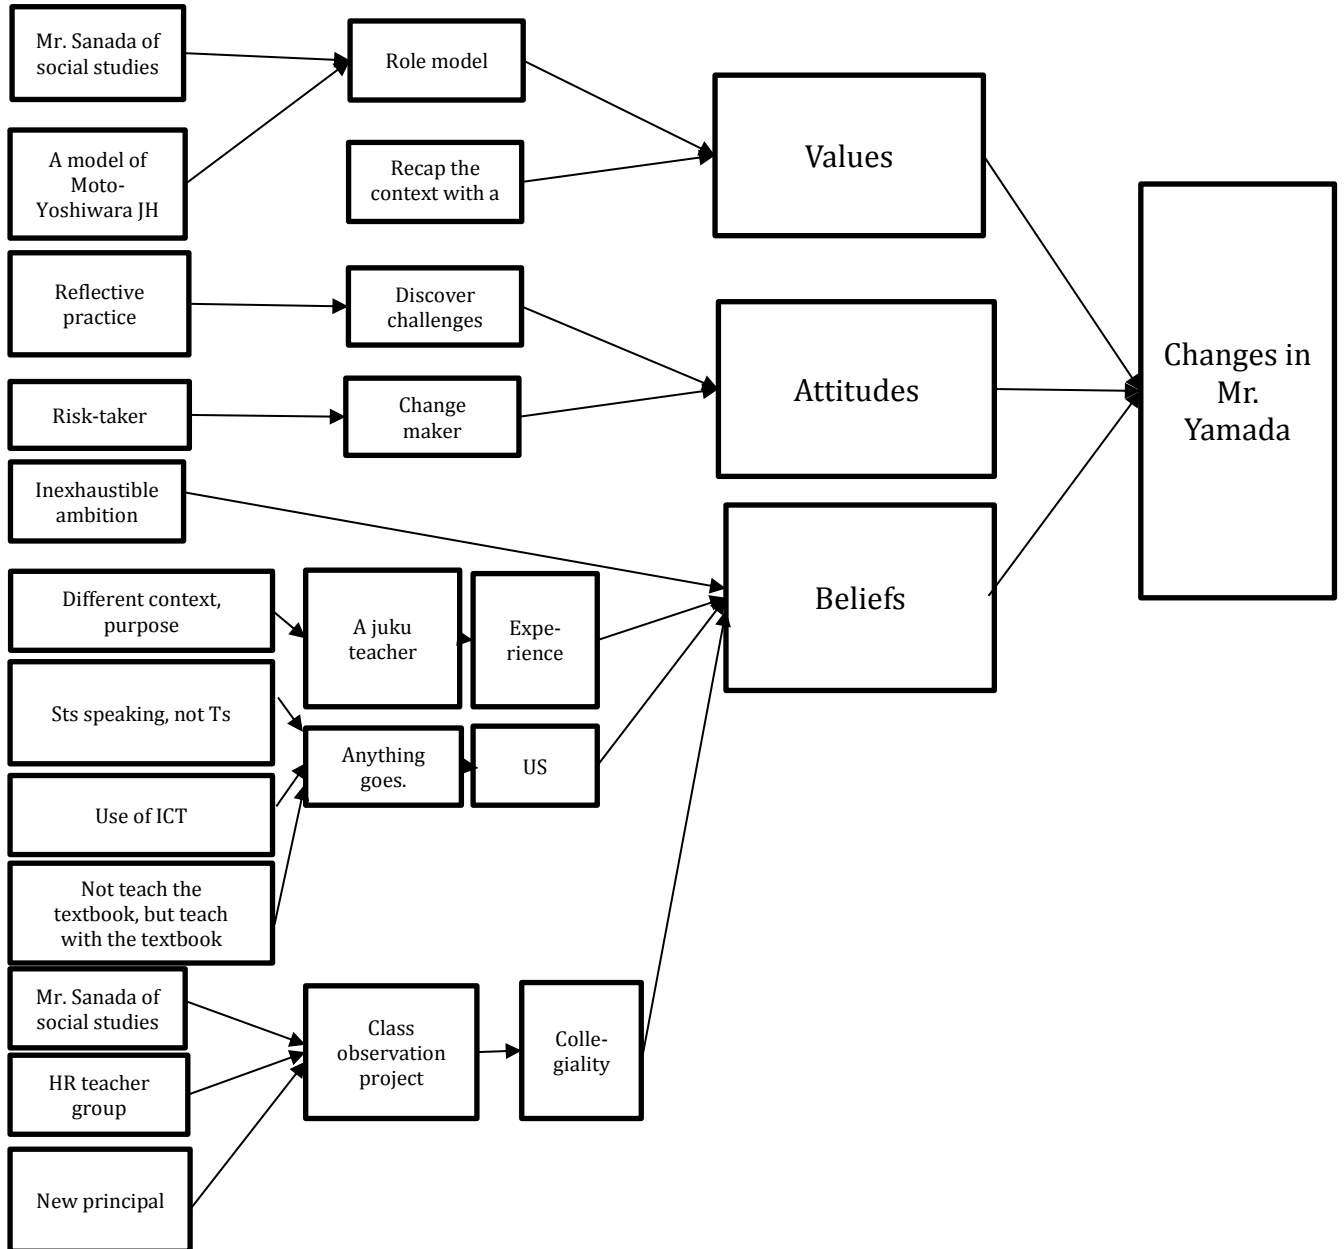 Mr. Sanada of
social studies
Role model
A model of
Moto-
Yoshiwara JH
Recap the
context with a
Values
Reflective
practice
Discover
challenges
Risk-taker
Change
maker
Attitudes
Changes in
Mr.
Yamada
Inexhaustible
ambition
Different context,
purpose
A juku
teacher
Expe-
rience
Beliefs
Sts speaking, not Ts
Anything
goes.
US
Use of ICT
Not teach the
textbook, but teach
with the textbook
Mr. Sanada of
social studies
HR teacher
group
New principal
Class
observation
project
Colle-
giality